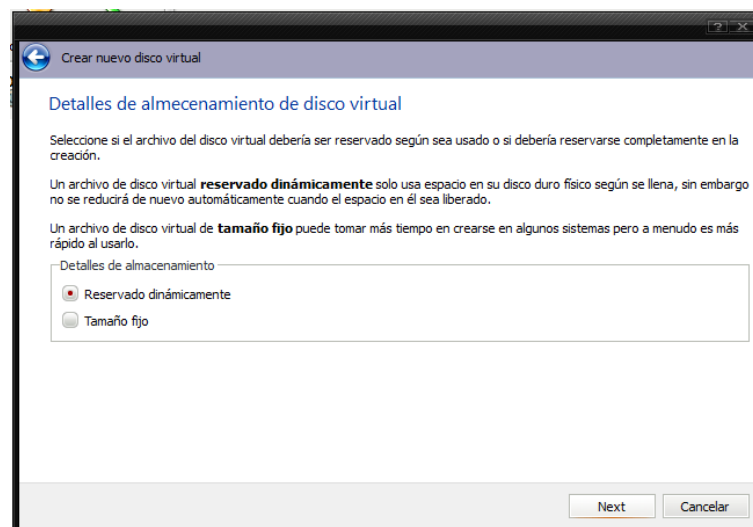 Crear nuevo disco virtual
Detalles de almecenamiento de disco virtual
Seleccione si el archivo del disco virtual debería ser reservado según sea usado o si debería reservarse completamente en la
creación.
Un archivo de disco virtual reservado dinámicamente solo usa espacio en su disco duro físico según se llena, sin embargo
no se reducirá de nuevo automáticamente cuando el espacio en él sea liberado.
Un archivo de disco virtual de tamaño fijo puede tomar más tiempo en crearse en algunos sistemas pero a menudo es más
rápido al usarlo.
Detalles de almacenamiento
Reservado dinámicamente
Tamaño fijo
Next Cancelar